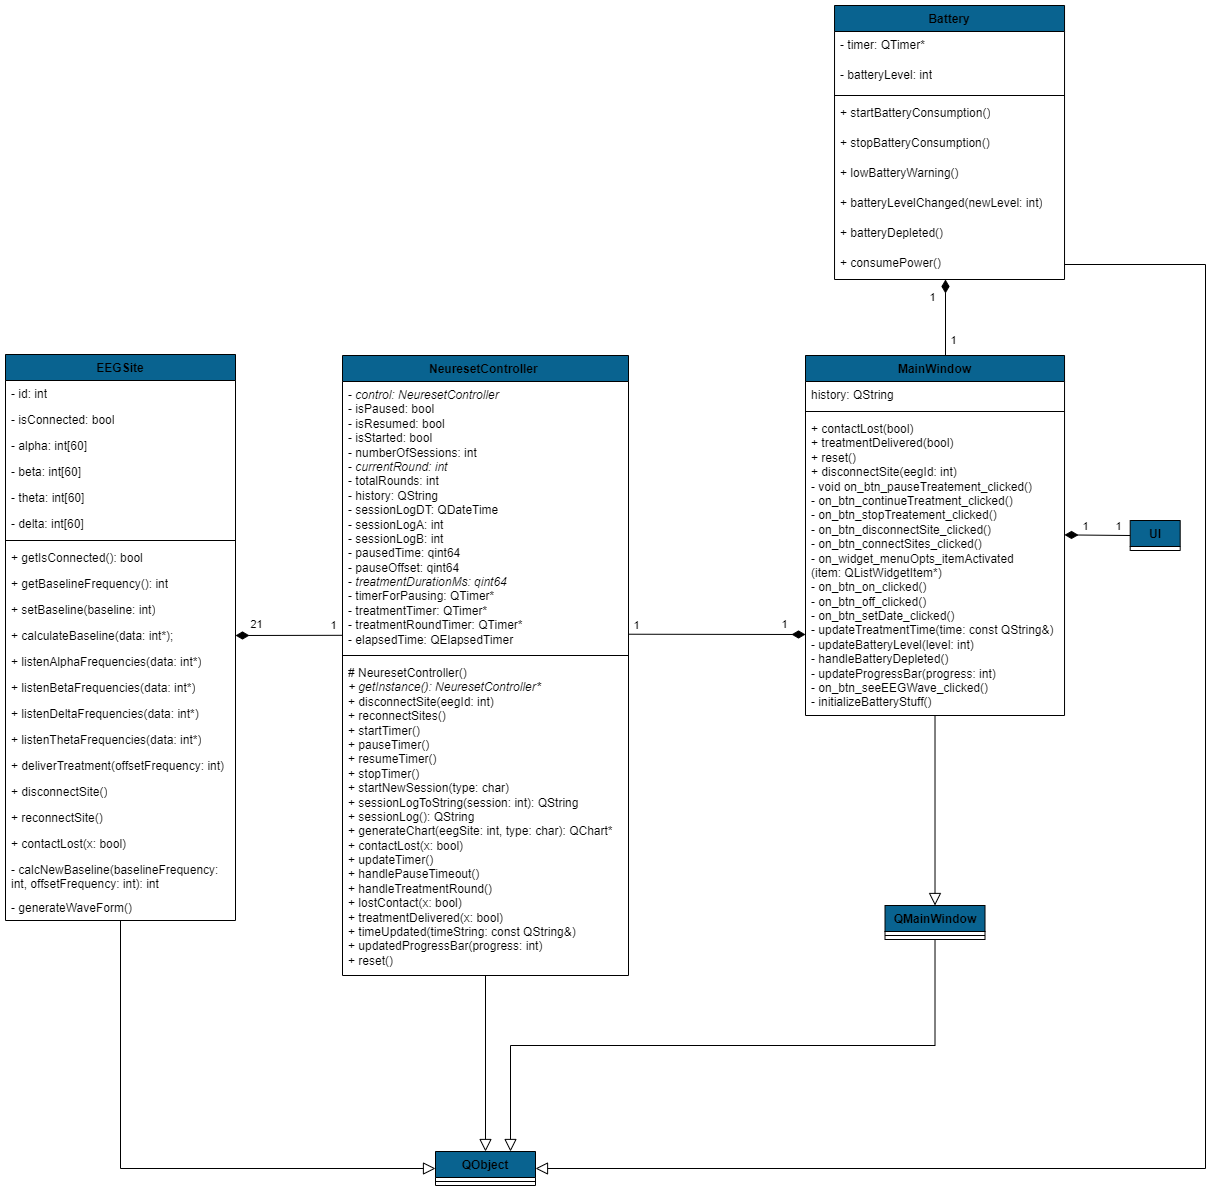 Battery
- timer: QTimer*
- batteryLevel: int
+ startBatteryConsumption()
+ stopBatteryConsumption()
+ lowBatteryWarning()
+ batteryLevelChanged(newLevel: int)
+ batteryDepleted()
+ consumePower()
1
1
EEGSite
- id: int
- isConnected: bool
- alpha: int[60]
- beta: int[60]
- theta: int[60]
- delta: int[60]
+ getIsConnected(): bool
+ getBaselineFrequency(): int
+ setBaseline(baseline: int)
+ calculateBaseline(data: int*);
+ listenAlphaFrequencies(data: int*)
+ listenBetaFrequencies(data: int*)
+ listenDeltaFrequencies(data: int*)
+ listenThetaFrequencies(data: int*)
+ deliverTreatment(offsetFrequency: int)
+ disconnectSite()
+ reconnectSite()
+ contactLost(x: bool)
- calcNewBaseline(baselineFrequency:
int, offsetFrequency: int): int
- generateWaveForm()
21
1
NeuresetController
- control: NeuresetController
- isPaused: bool
- isResumed: bool
- isStarted: bool
- numberOfSessions: int
- currentRound: int
- totalRounds: int
- history: QString
- sessionLogDT: QDateTime
- sessionLogA: int
- sessionLogB: int
- pausedTime: qint64
- pauseOffset: qint64
- treatmentDurationMs: qint64
- timerForPausing: QTimer*
- treatmentTimer: QTimer*
- treatmentRoundTimer: QTimer*
- elapsedTime: QElapsedTimer
# NeuresetController()
+ getInstance(): NeuresetController*
+ disconnectSite(eegId: int)
+ reconnectSites()
+ startTimer()
+ pauseTimer()
+ resumeTimer()
+ stopTimer()
+ startNewSession(type: char)
+ sessionLogToString(session: int): QString
+ sessionLog(): QString
+ generateChart(eegSite: int, type: char): QChart*
+ contactLost(x: bool)
+ updateTimer()
+ handlePauseTimeout()
+ handleTreatmentRound()
+ lostContact(x: bool)
+ treatmentDelivered(x: bool)
+ timeUpdated(timeString: const QString&)
+ updatedProgressBar(progress: int)
+ reset()
1
1
MainWindow
history: QString
+ contactLost(bool)
+ treatmentDelivered(bool)
+ reset()
+ disconnectSite(eegId: int)
- void on_btn_pauseTreatement_clicked()
- on_btn_continueTreatment_clicked()
- on_btn_stopTreatement_clicked()
- on_btn_disconnectSite_clicked()
- on_btn_connectSites_clicked()
- on_widget_menuOpts_itemActivated
(item: QListWidgetItem*)
- on_btn_on_clicked()
- on_btn_off_clicked()
- on_btn_setDate_clicked()
- updateTreatmentTime(time: const QString&)
- updateBatteryLevel(level: int)
- handleBatteryDepleted()
- updateProgressBar(progress: int)
- on_btn_seeEEGWave_clicked()
- initializeBatteryStuff()
1
1
UI
QMainWindow
QObject